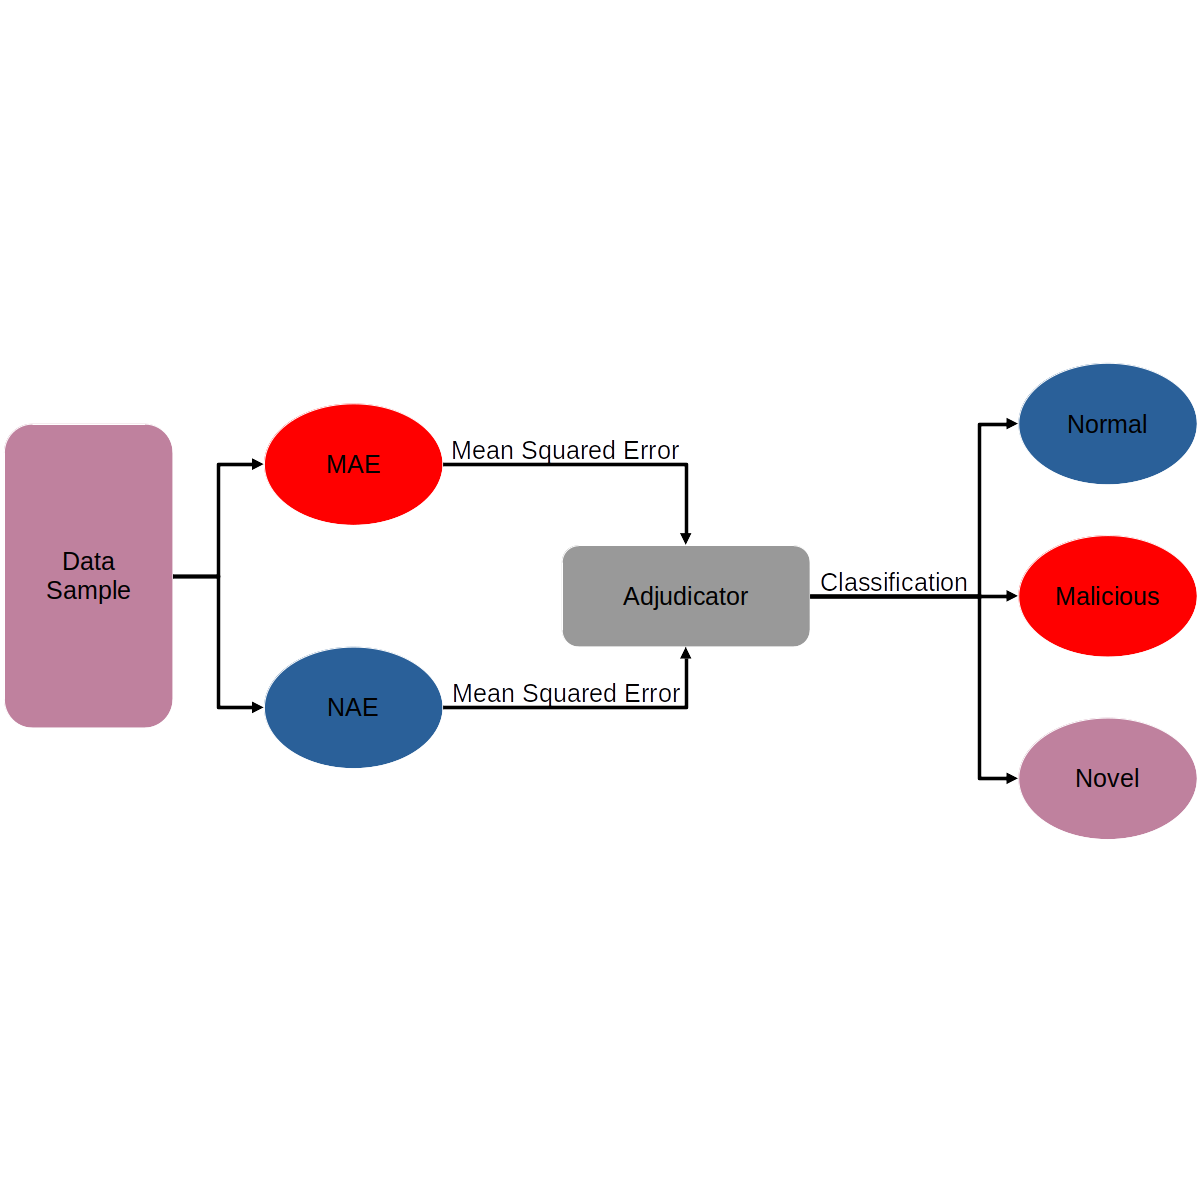 Data
Sample
MAE
Mean Squared Error
NAE
Mean Squared Error
Adjudicator
Classification
Normal
Malicious
Novel